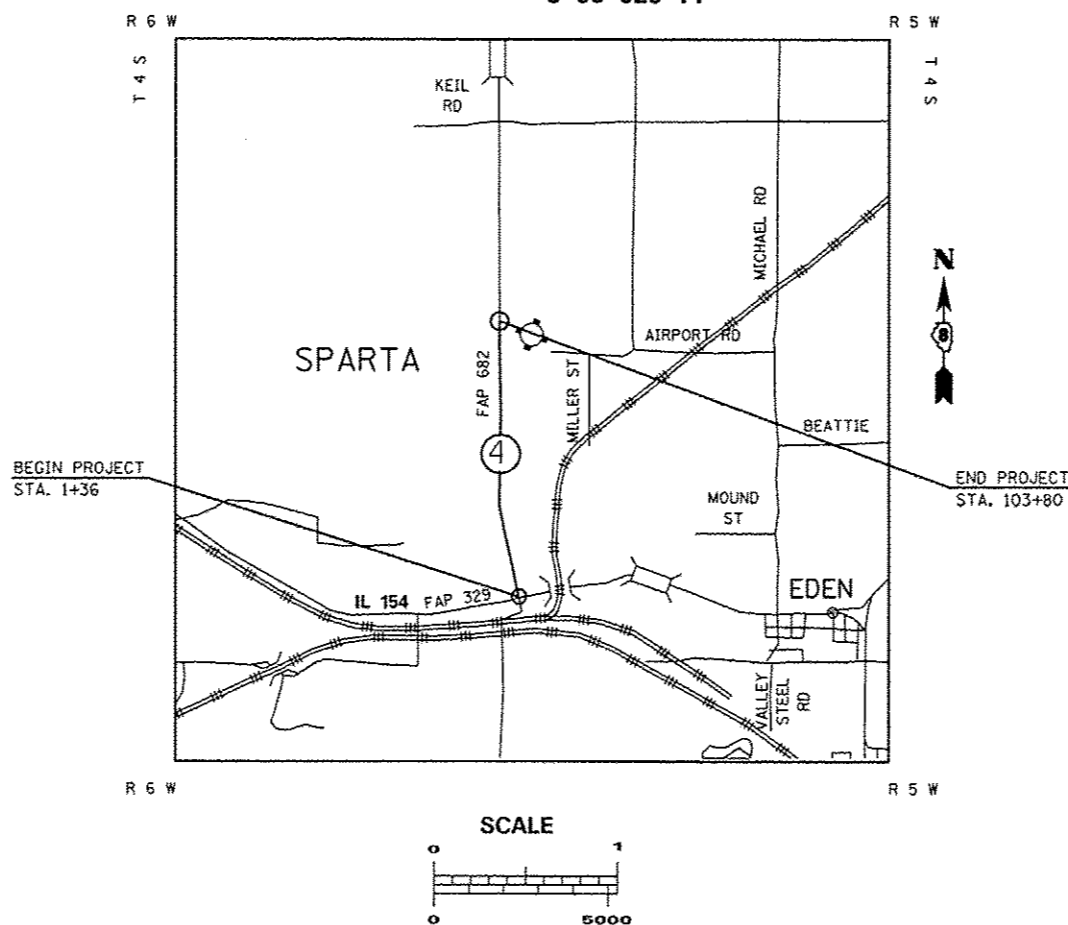 R 6 W
R 5 W
T 4 S
T 4 S
KEIL
RD
MICHAEL RD
N
8
AIRPORT RD
SPARTA
FAP 682
MILLER ST
4
BEATTIE
BEGIN PROJECT
STA. 1+36
END PROJECT
STA. 103+80
MOUND
ST
EDEN
IL 154 FAP 329
VALLEY
STEEL
RD
R 6 W
R 5 W
SCALE
0 1
0 5000